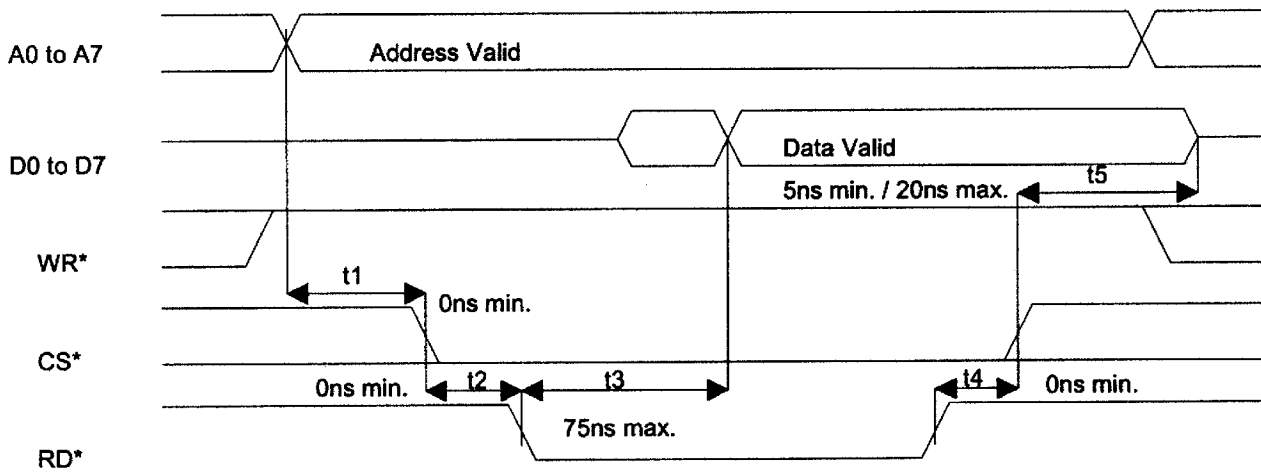 A0 to A7
Address Valid
D0 to D7
Data Valid
5ns min. / 20ns max.
t5
WR*
t1
0ns min.
CS*
0ns min.
t2
t3
t4
0ns min.
75ns max.
RD*